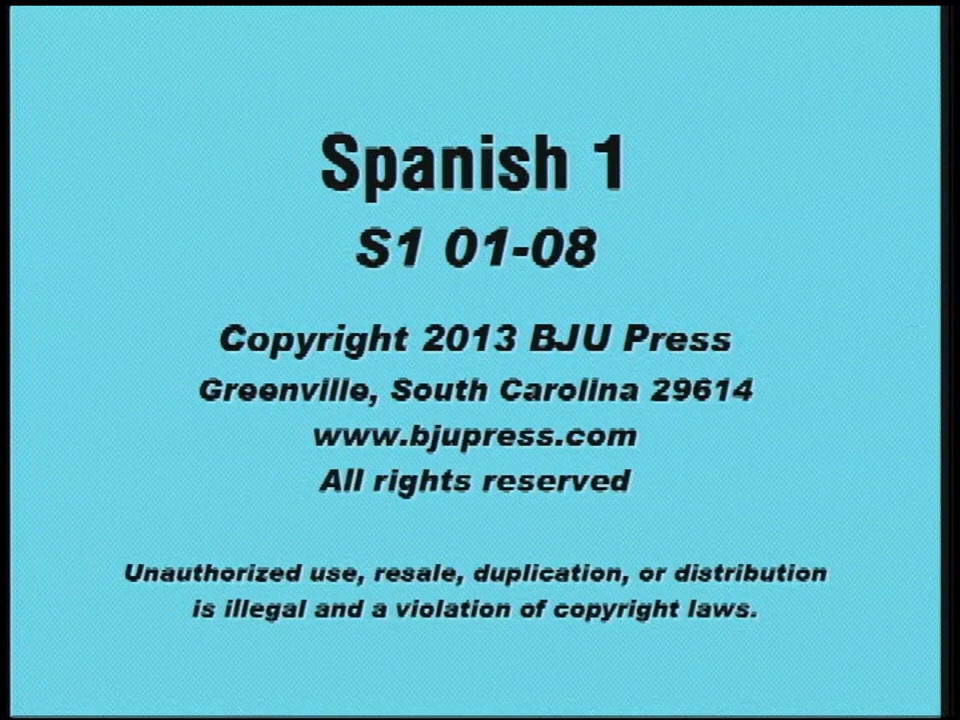 Spanish 1
S1 01-08
Copyright 2013 BJU Press
Greenville, South Carolina 29614
www.bjupress.com
All rights reserved
Unauthorized use, resale, duplication, or distribution
is illegal and a violation of copyright laws.